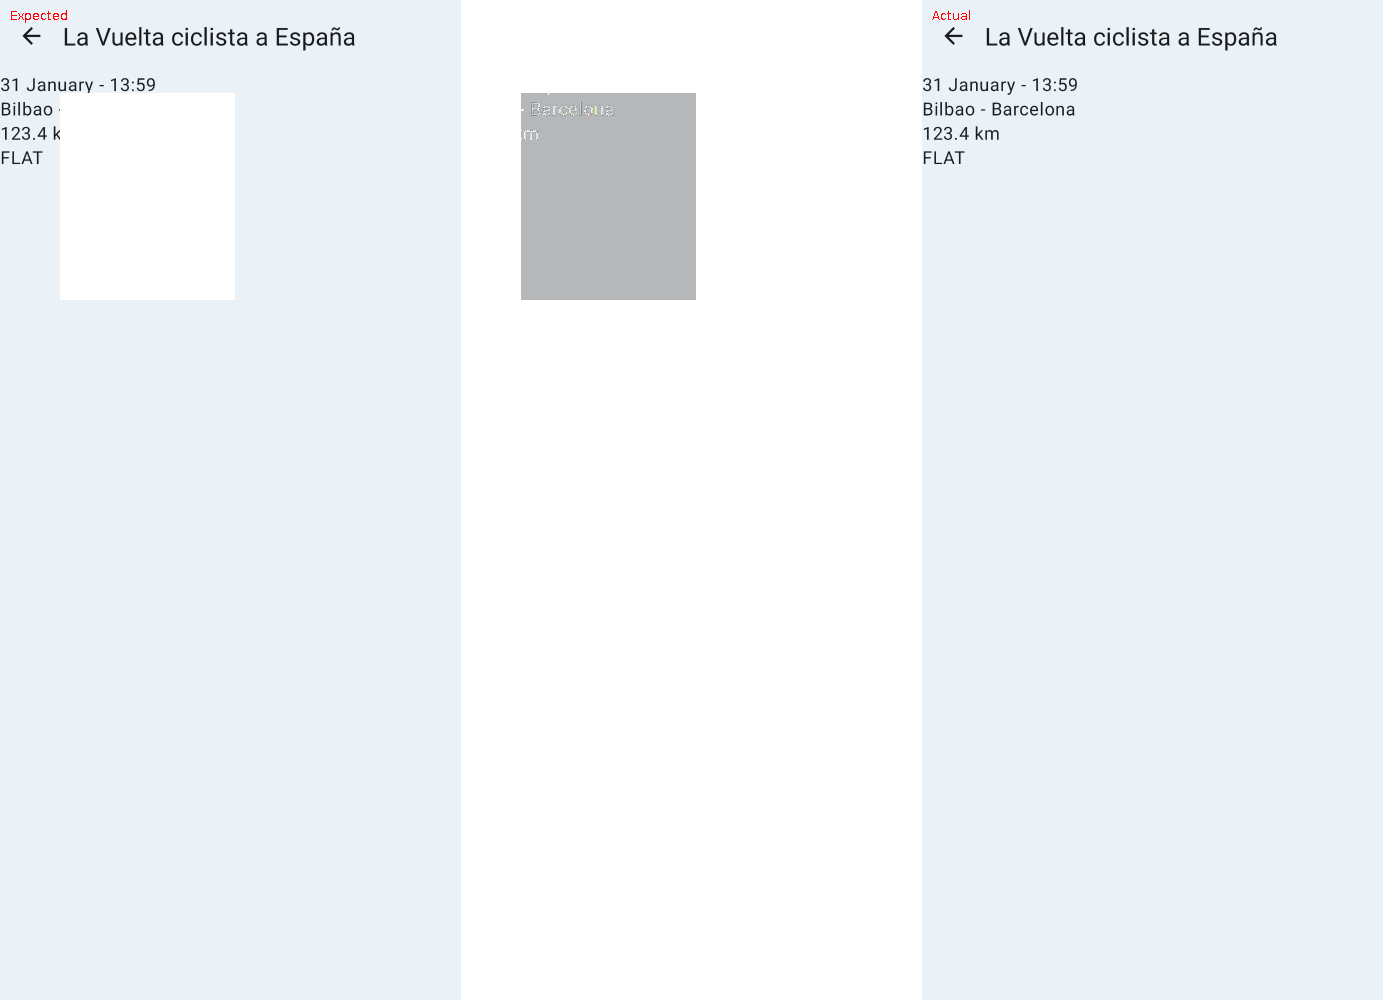 Expected
La Vuelta ciclista a España
31 January - 13:59
Bilbao -
123.4 k
FLAT
- Barcelona
km
Actual
La Vuelta ciclista a España
31 January - 13:59
Bilbao - Barcelona
123.4 km
FLAT